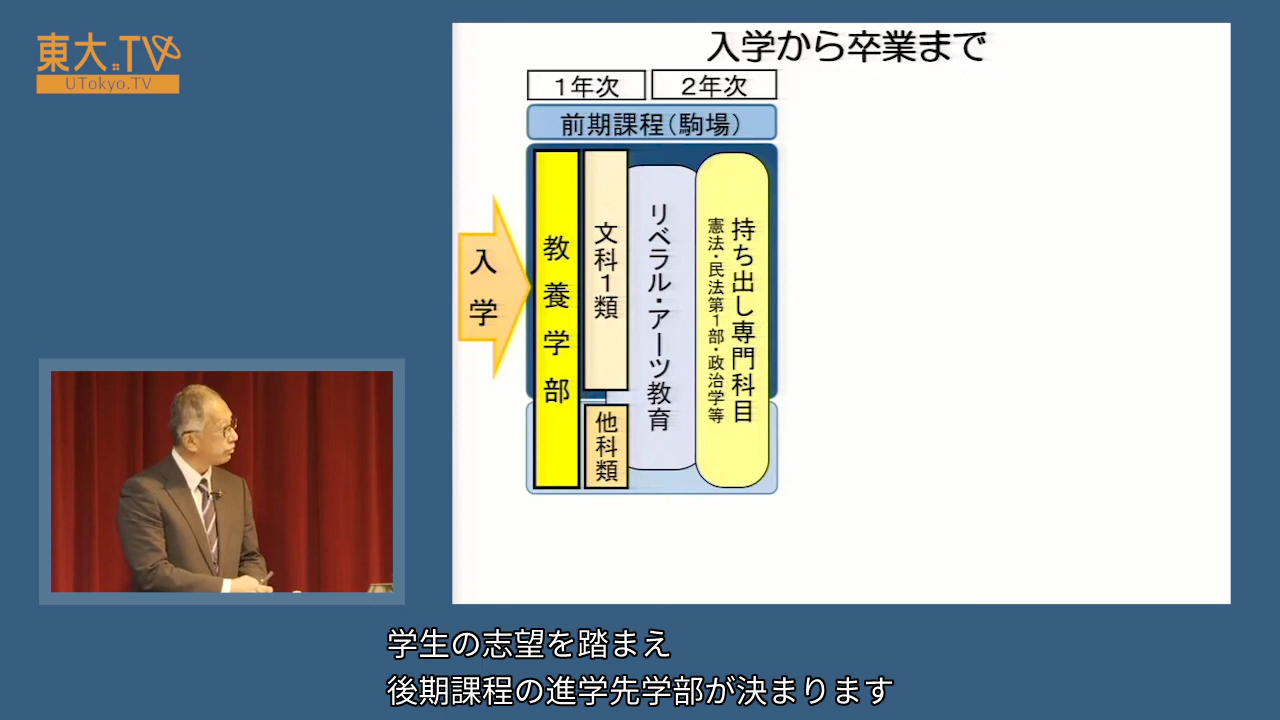 東大TV
UTokyo.TV
入学から卒業まで
1年次
2年次
前期課程(駒場)
入学
教養学部
文科1類
他科類
リベラル・アーツ教育
持ち出し専門科目
憲法・民法第1部・政治学等
学生の志望を踏まえ
後期課程の進学先学部が決まります